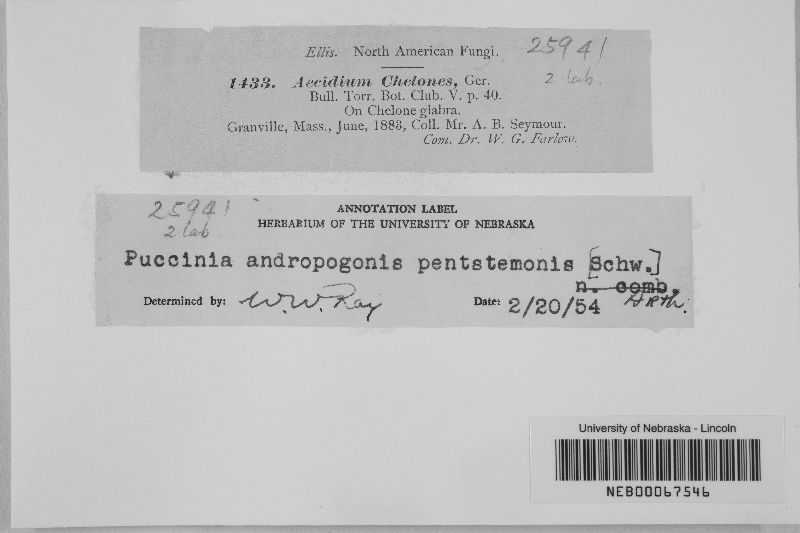 Ellis. North American Fungi.
25941
2 lab.
1433. Aecidium Chelones, Ger.
Bull. Torr. Bot. Club. V. p. 40.
On Chelone glabra.
Granville, Mass., June, 1883, Coll. Mr. A. B. Seymour.
Com. Dr. W. G. Farlow.
25941
2 lab
ANNOTATION LABEL
HERBARIUM OF THE UNIVERSITY OF NEBRASKA
Puccinia andropogonis pentstemonis [Schw.]
n. comb.
Arth.
Determined by: W.W. Ray Date: 2/20/54
University of Nebraska - Lincoln
NEB00067546